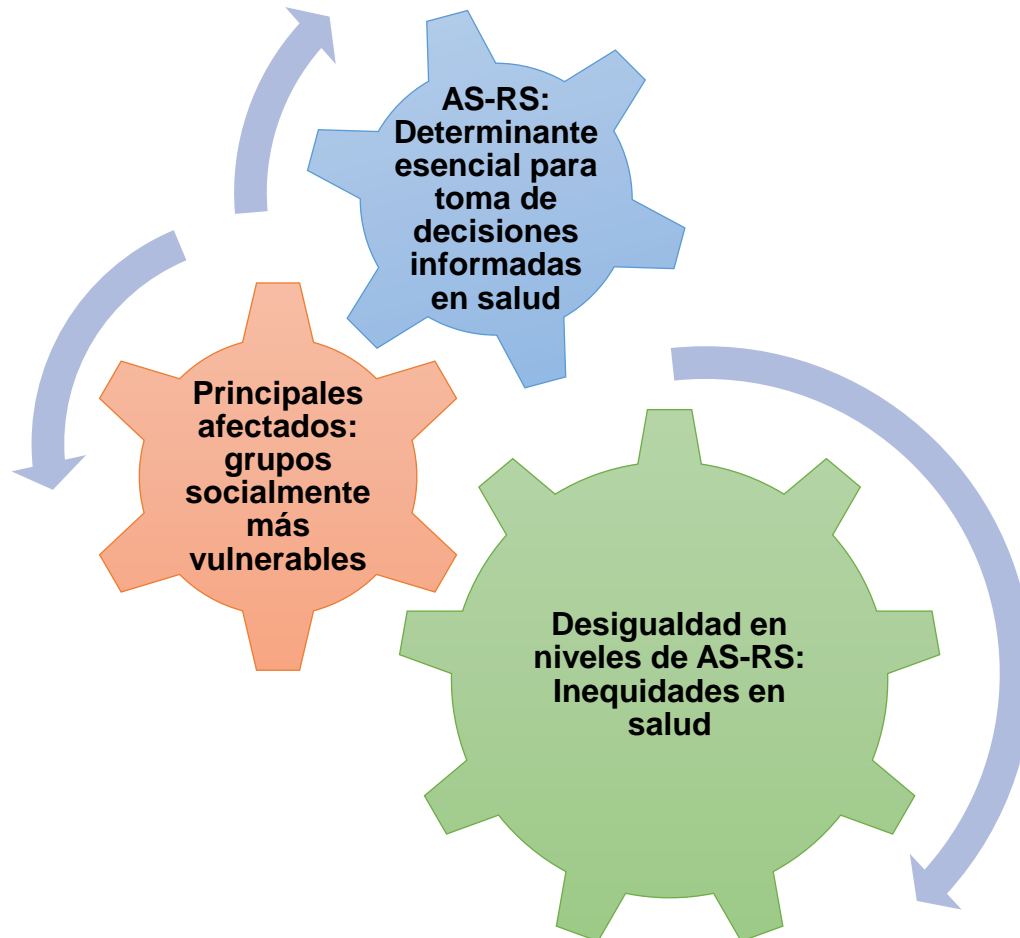 AS-RS:
Determinante
esencial para
toma de
decisiones
informadas
en salud
Principales
afectados:
grupos
socialmente
más
vulnerables
Desigualdad en
niveles de AS-RS:
Inequidades en
salud